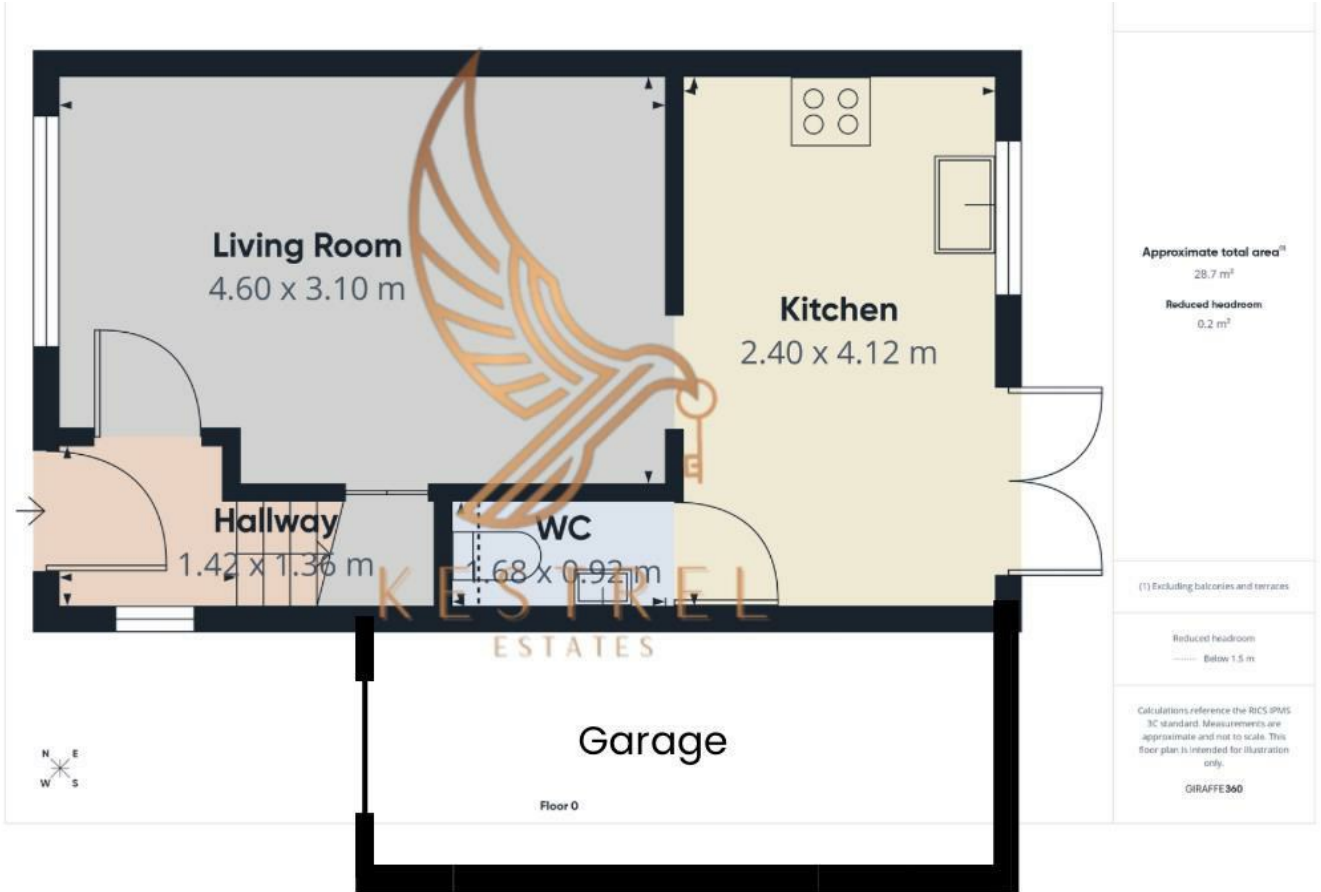 Living Room
4.60 x 3.10 m
Kitchen
2.40 x 4.12 m
Hallway
1.42 x 1.36 m
WC
1.68 x 0.92 m
KESTREL
ESTATES
Garage
Floor 0
N E
W S
Approximate total area(1)
28.7 m²
Reduced headroom
0.2 m²
(1) Excluding balconies and terraces
Reduced headroom
Below 1.5 m
Calculations reference the RICS IPMS
3C standard. Measurements are
approximate and not to scale. This
floor plan is intended for illustration
only.
GIRAFFE360